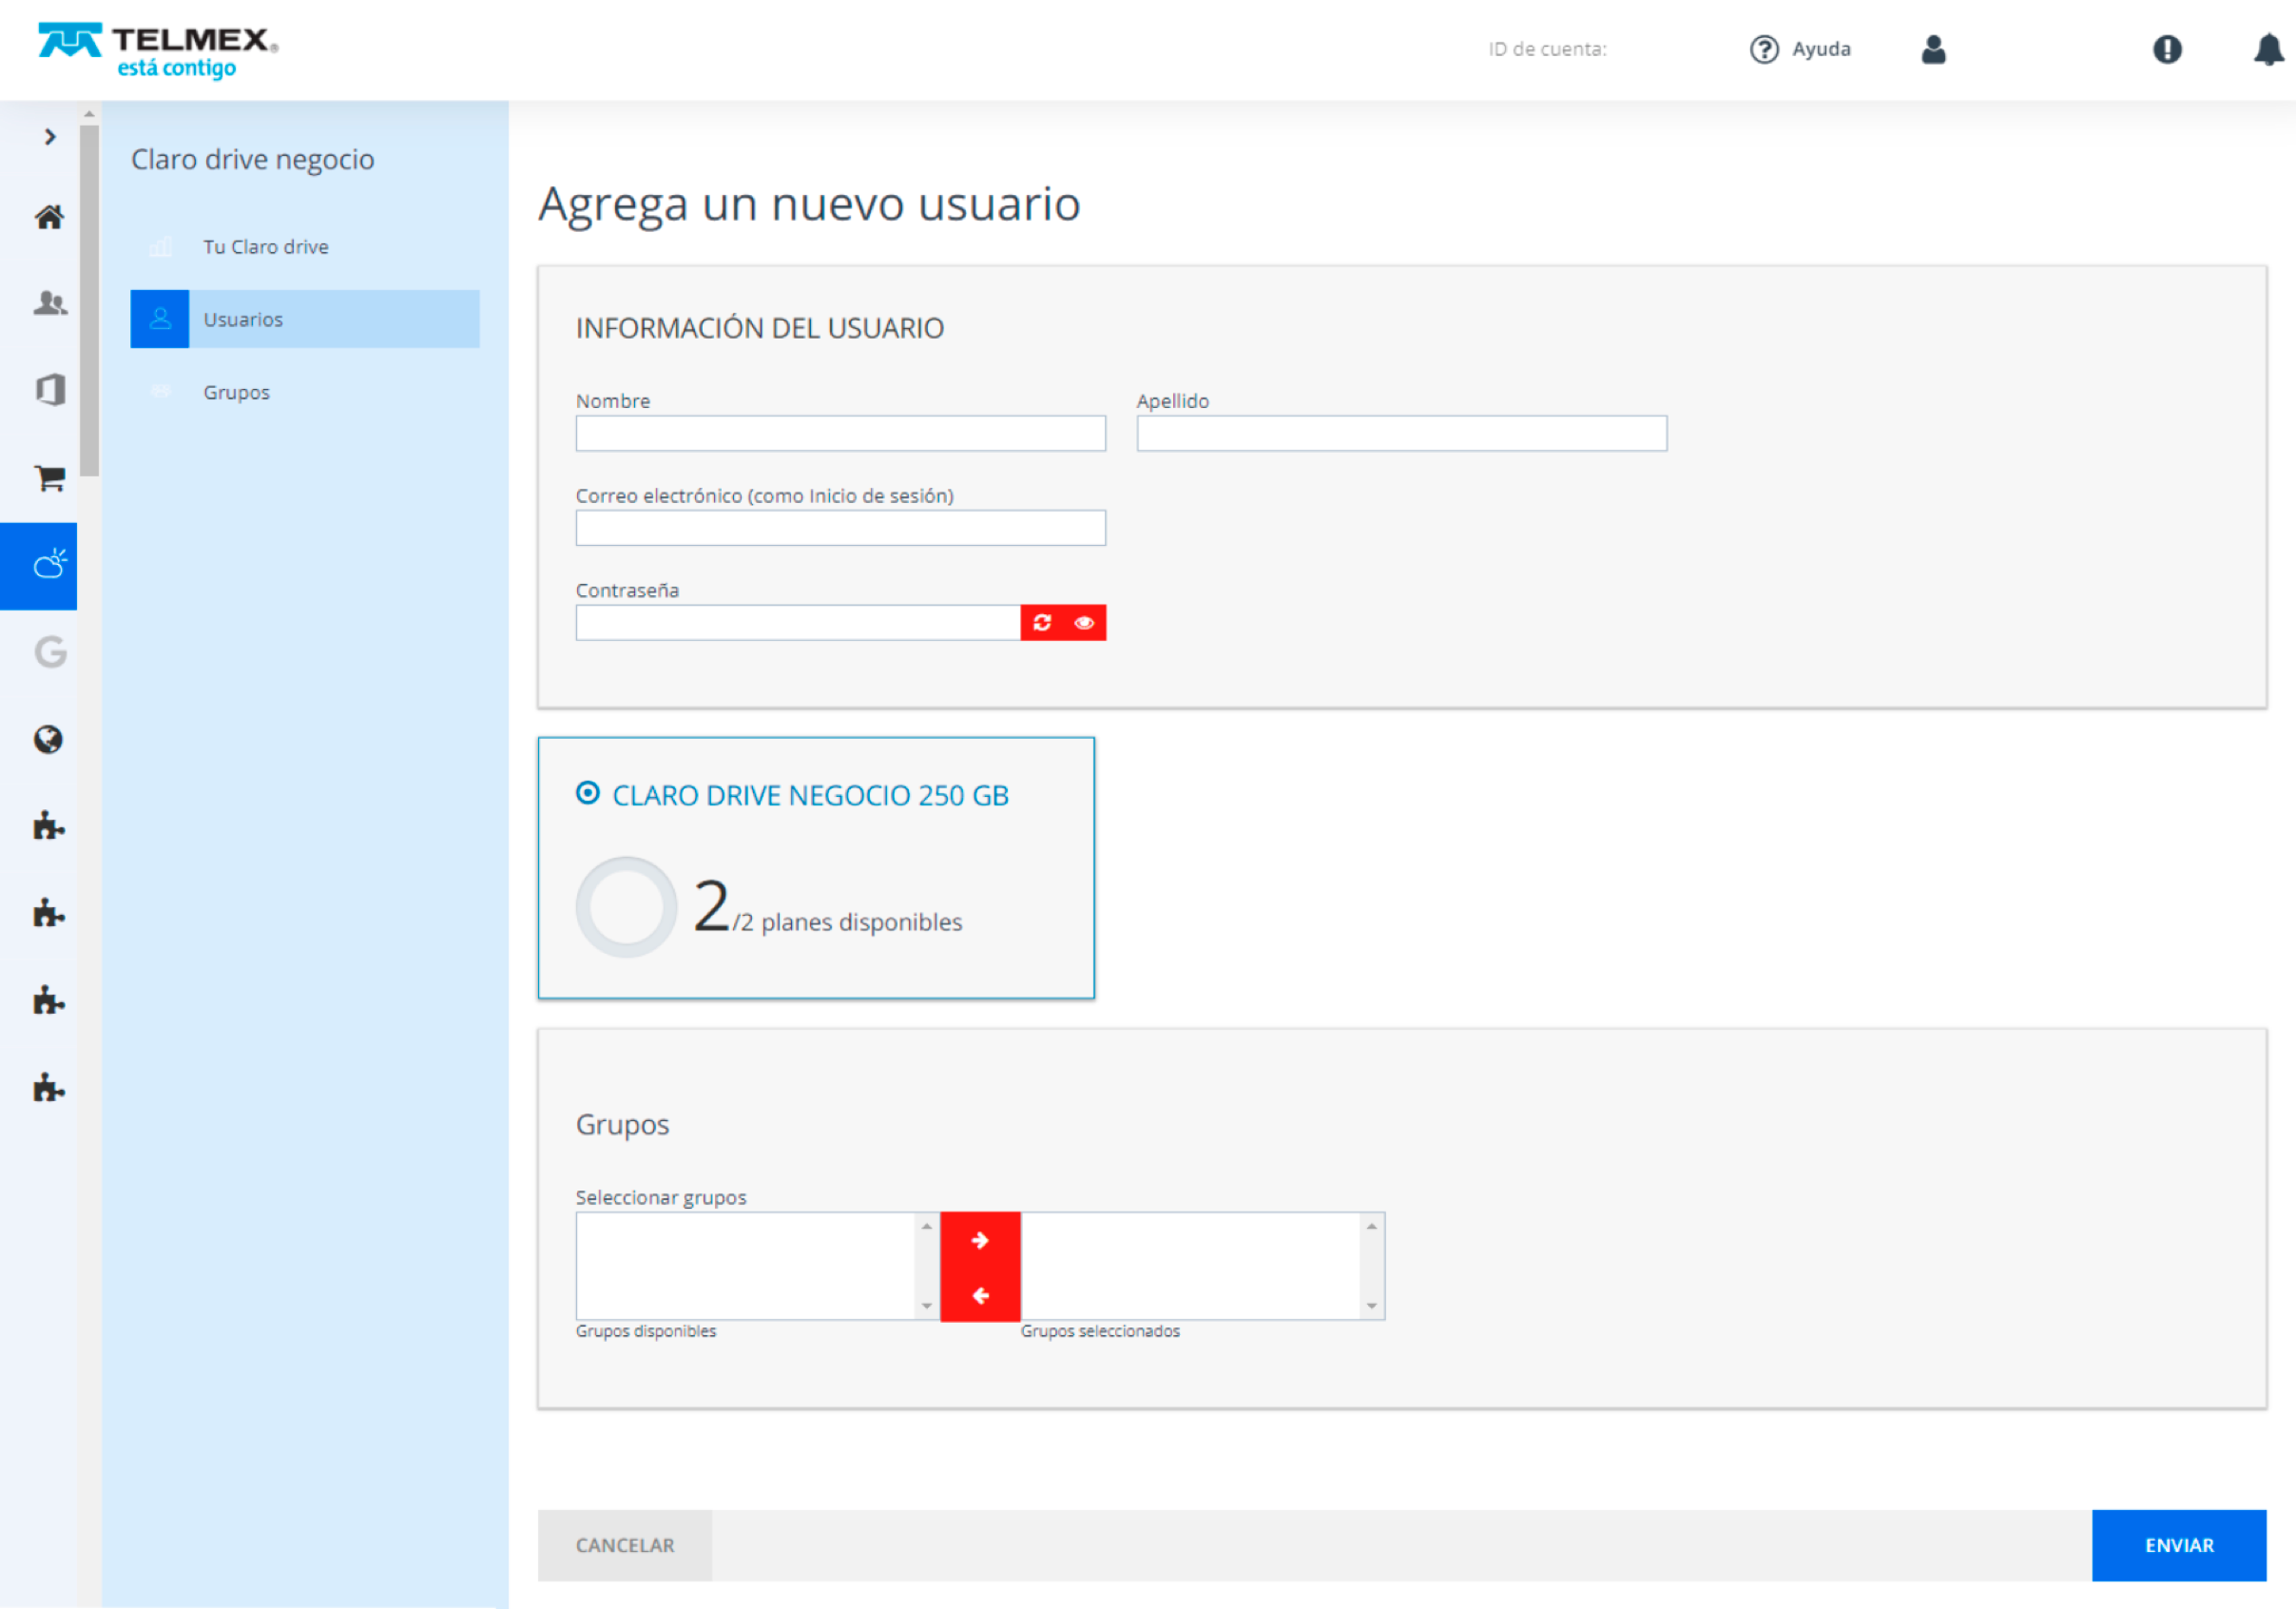 TELMEX®
está contigo
ID de cuenta:
Ayuda
Claro drive negocio
Tu Claro drive
Usuarios
Grupos
Agrega un nuevo usuario
INFORMACIÓN DEL USUARIO
Nombre
Apellido
Correo electrónico (como Inicio de sesión)
Contraseña
CLARO DRIVE NEGOCIO 250 GB
2/2 planes disponibles
Grupos
Seleccionar grupos
Grupos disponibles
Grupos seleccionados
CANCELAR
ENVIAR